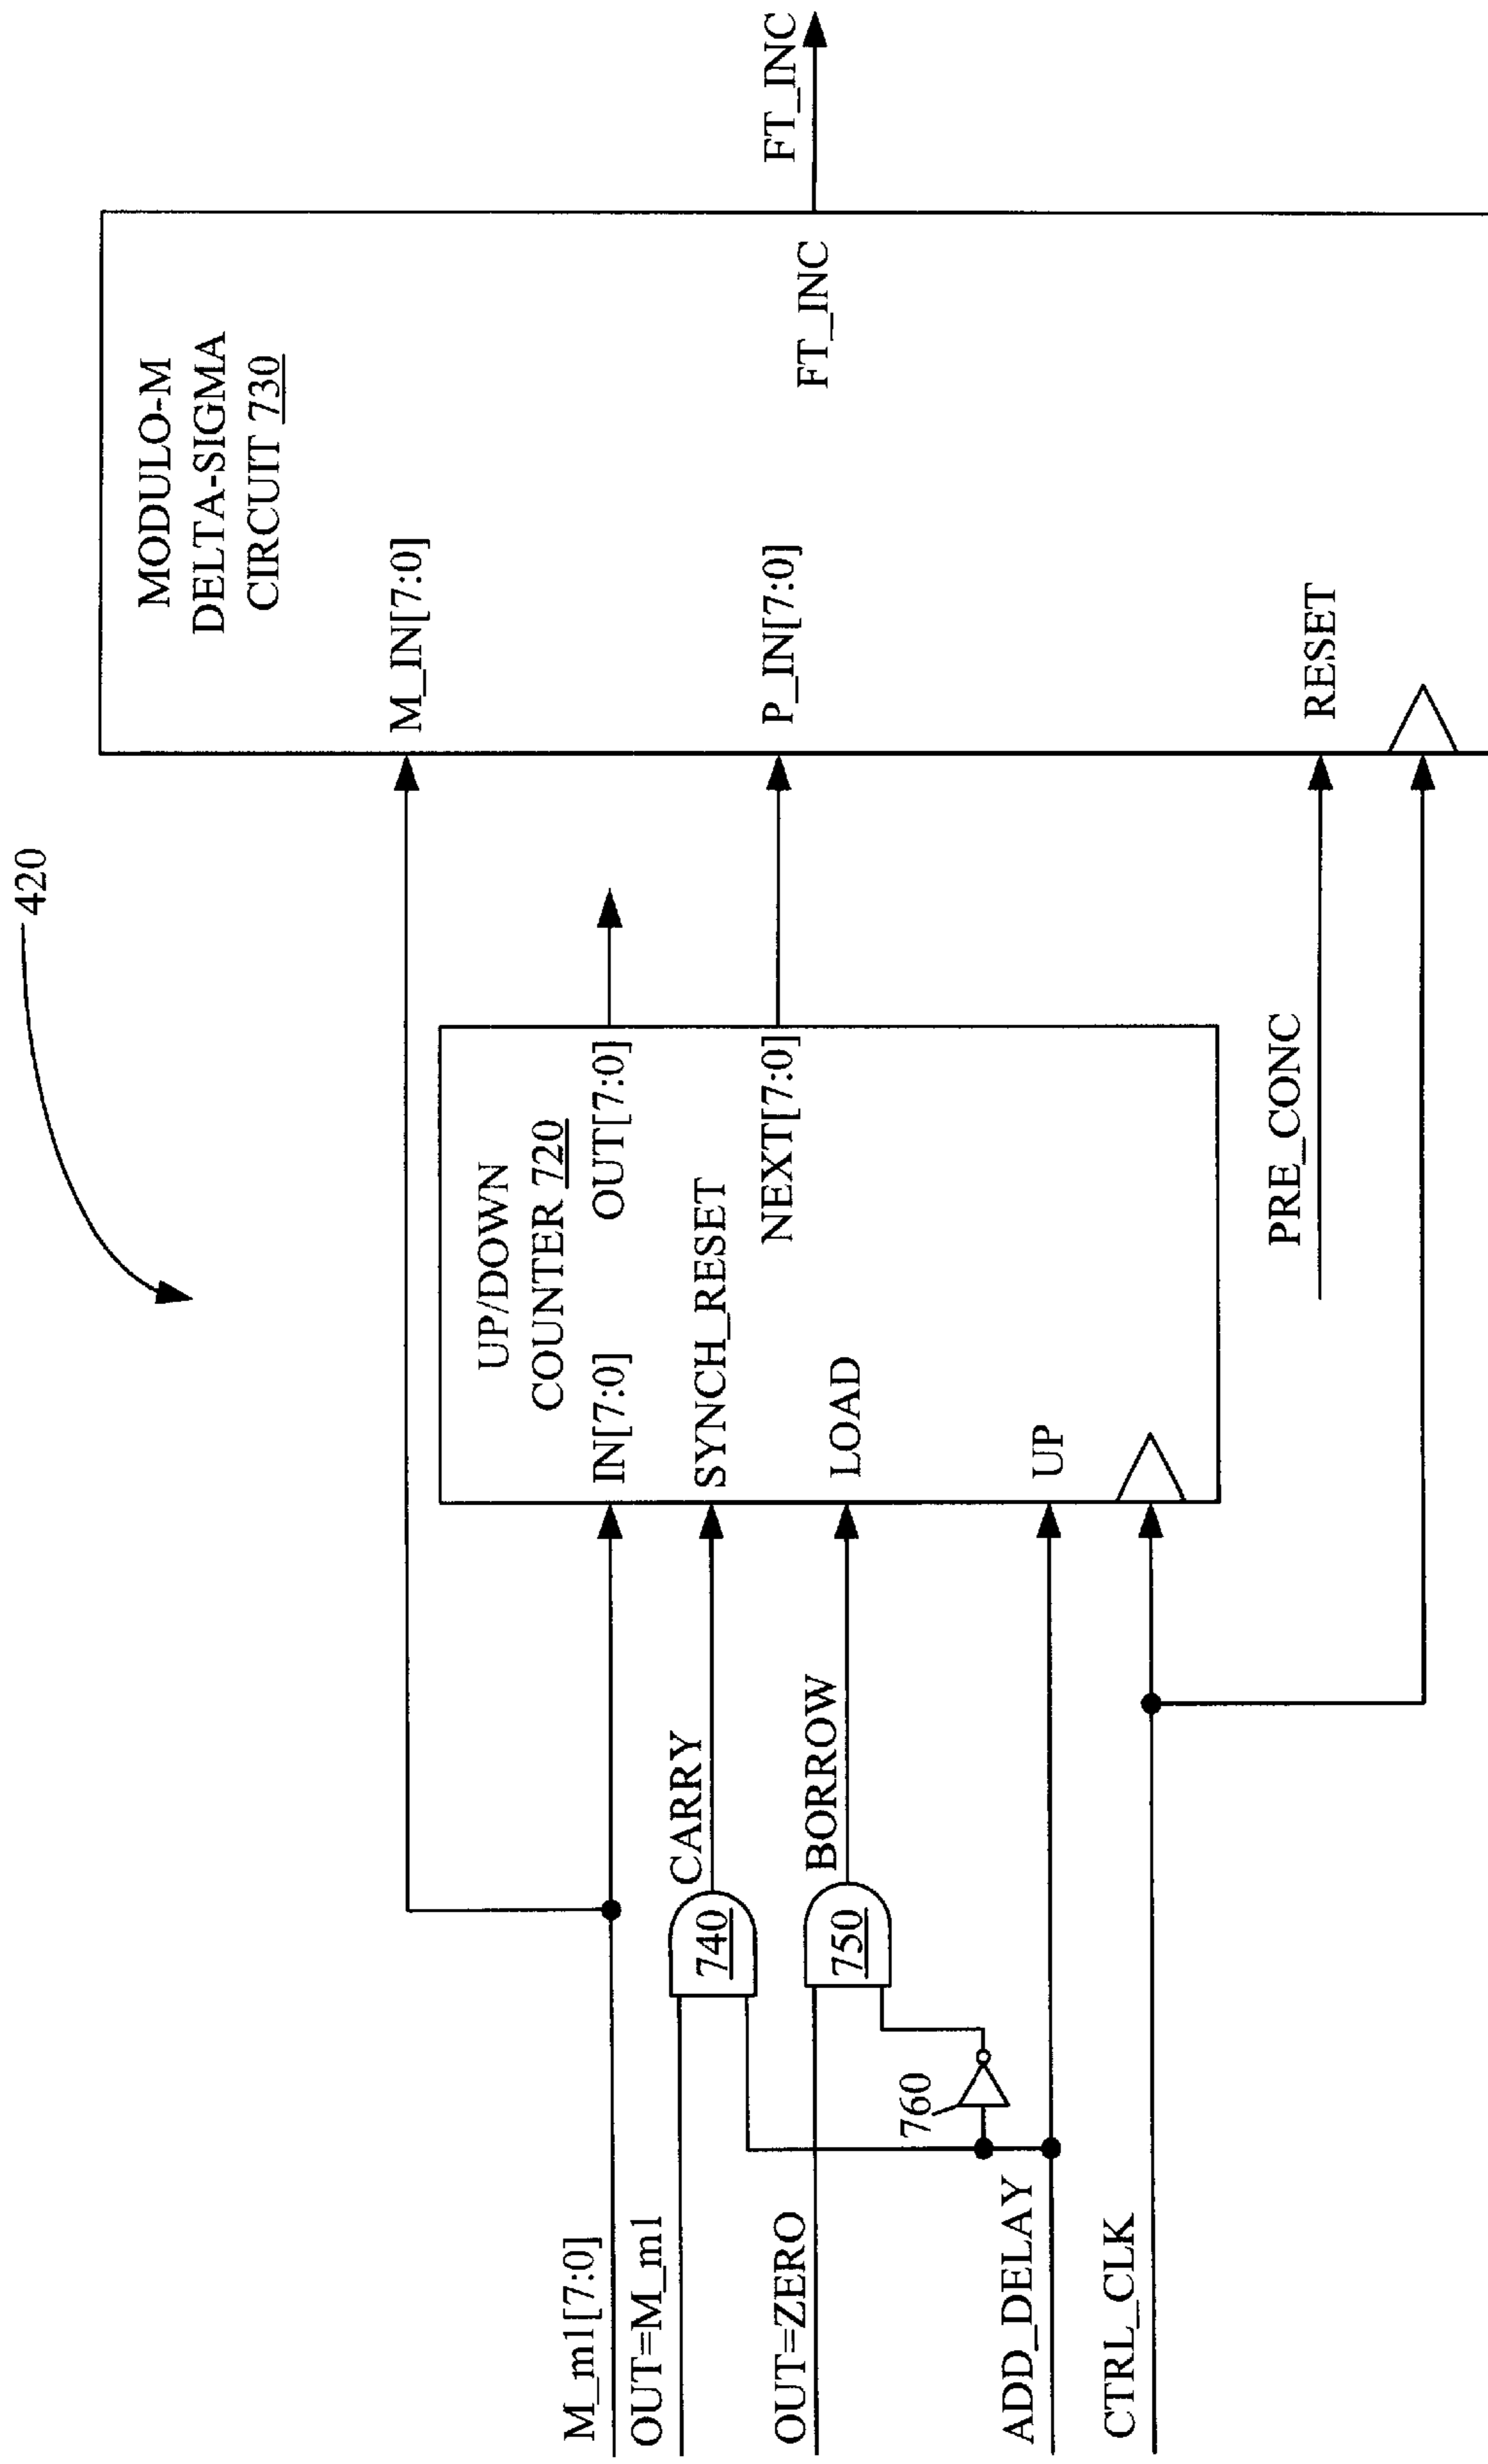 420
MODULO-M
DELTA-SIGMA
CIRCUIT 730
M_IN[7:0]
P_IN[7:0]
RESET
FT_INC
FT_INC
UP/DOWN
COUNTER 720
IN[7:0]
OUT[7:0]
SYNCH_RESET
NEXT[7:0]
LOAD
UP
PRE_CONC
CARRY
BORROW
740
750
760
M_m1[7:0]
OUT=M_m1
OUT=ZERO
ADD_DELAY
CTRL_CLK